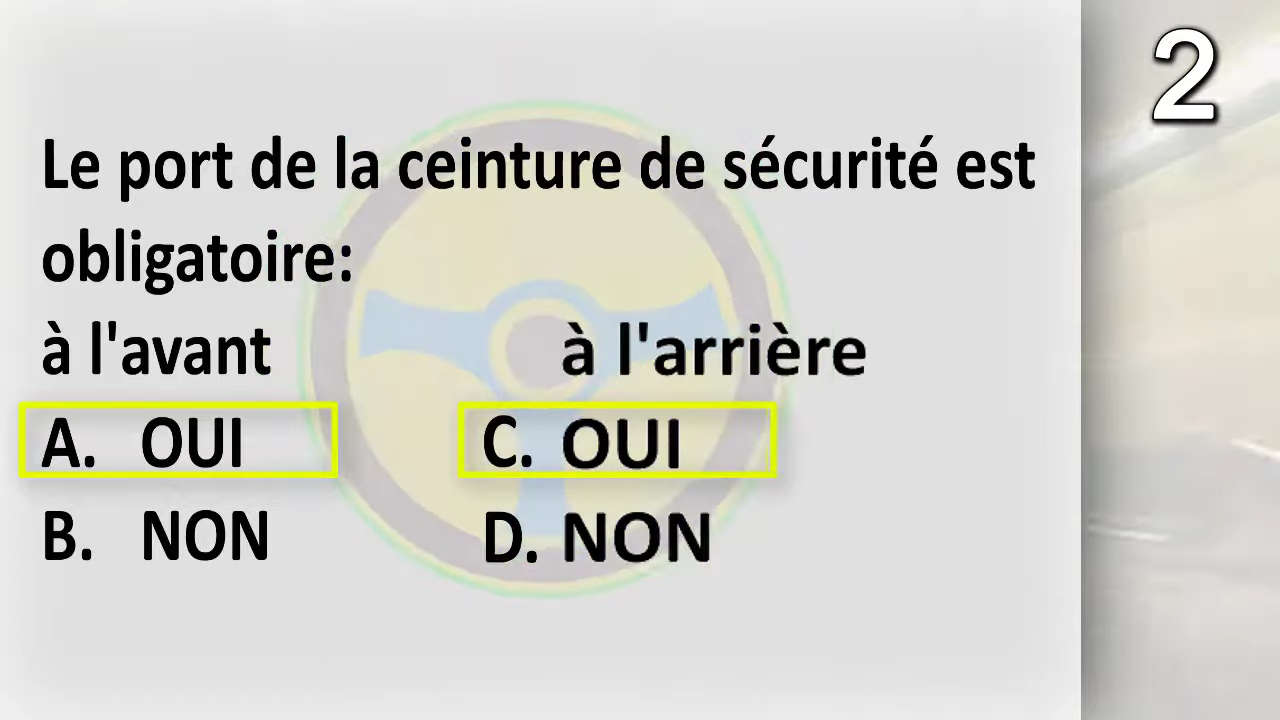 2
Le port de la ceinture de sécurité est
obligatoire:
à l'avant à l'arrière
A. OUI C. OUI
B. NON D. NON